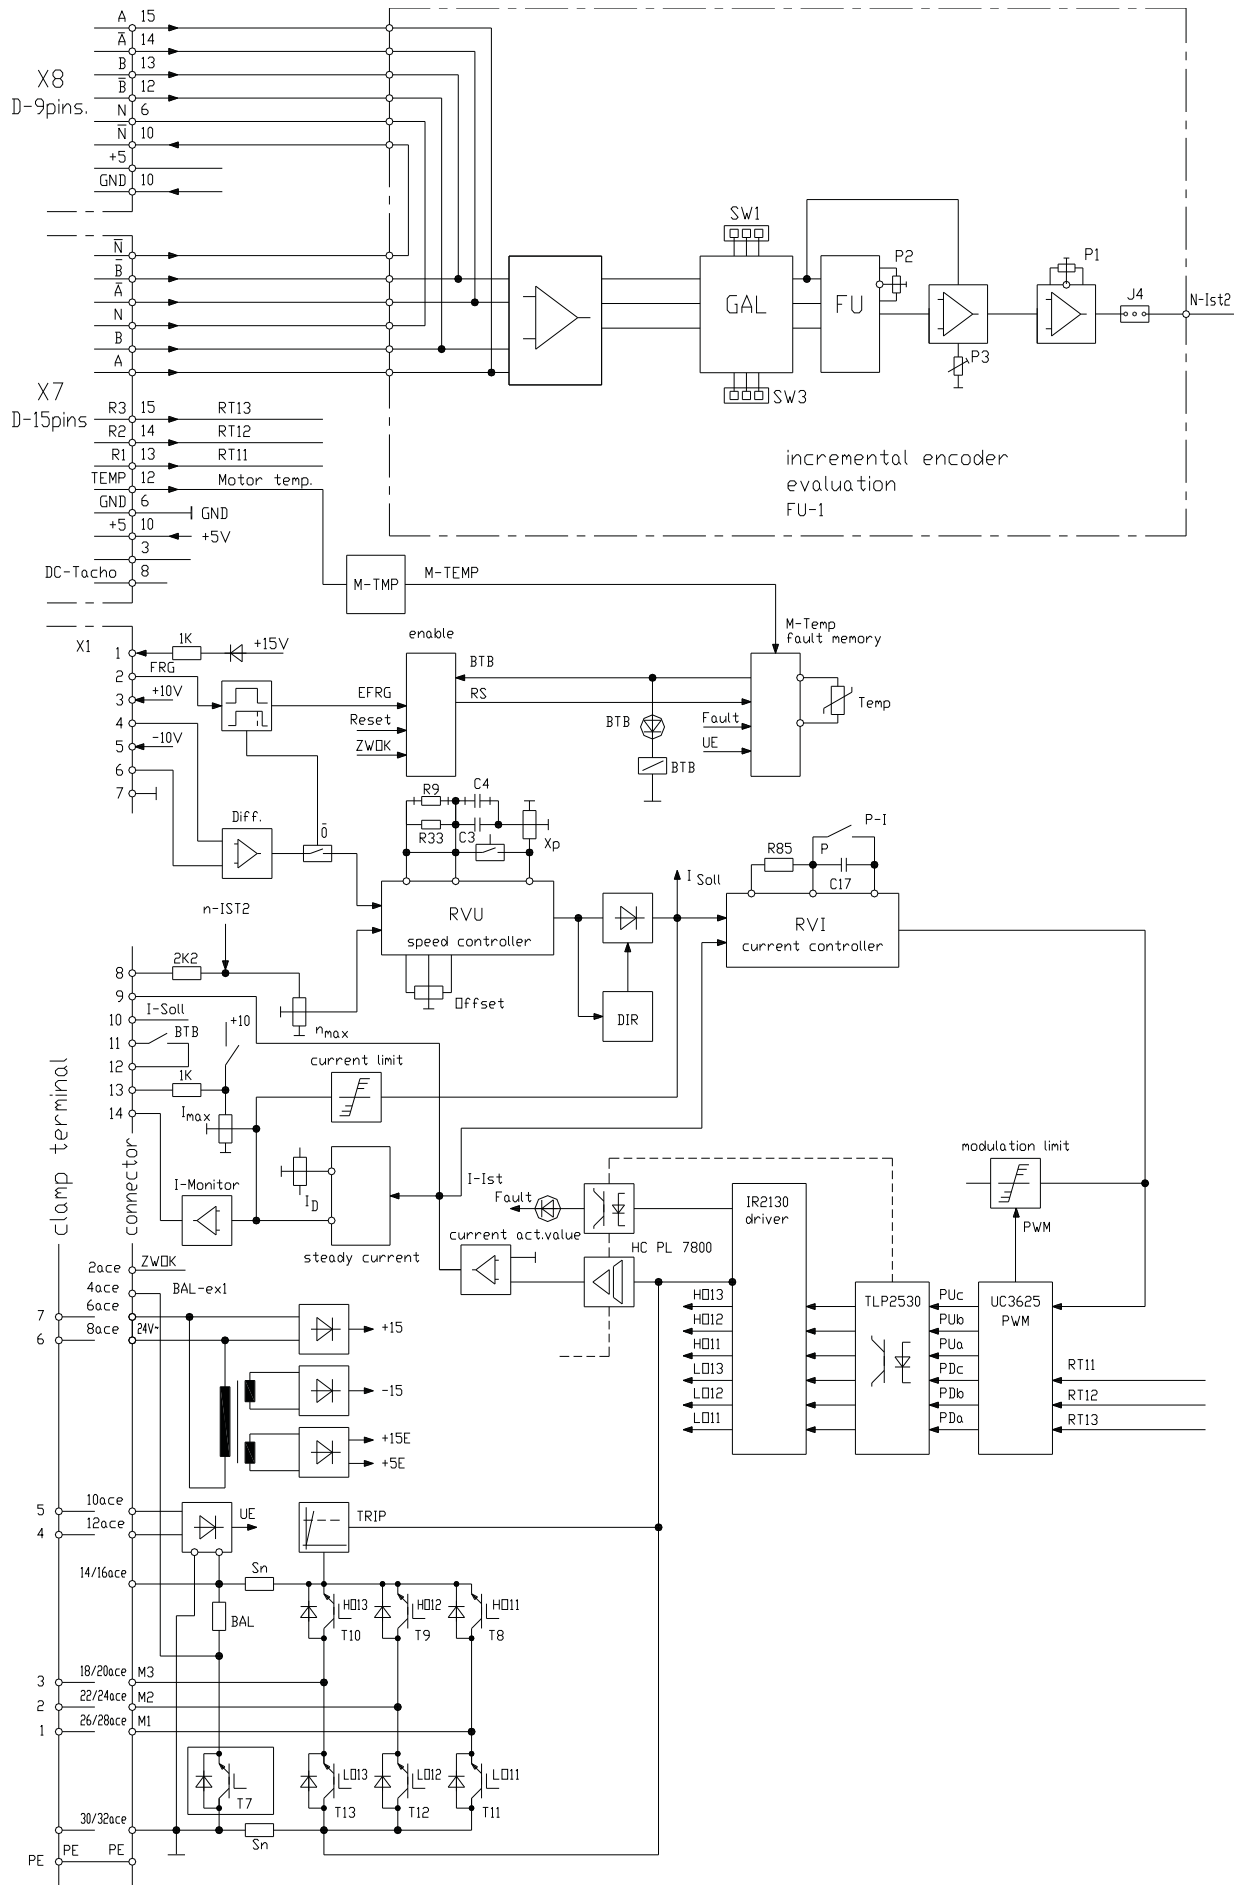 A 15
A̅ 14
B 13
B̅ 12
N 6
N̅ 10
+5
GND 10
X8
D-9pins.
N̅
B̅
A̅
N
B
A
X7
D-15pins
R3 15 RT13
R2 14 RT12
R1 13 RT11
TEMP 12 Motor temp.
GND 6 GND
+5 10 +5V
3
DC-Tacho 8
SW1
GAL
SW3
FU
P2
P3
P1
J4
N-Ist2
incremental encoder
evaluation
FU-1
M-TMP
M-TEMP
M-Temp
fault memory
X1
1 1K +15V
2 FRG
3 +10V
4
5 -10V
6
7
enable
EFRG
Reset
ZWOK
BTB
RS
BTB
BTB
Fault
UE
Temp
Diff.
0̅
R9
C4
R33
C3
Xp
RVU
speed controller
Offset
I Soll
DIR
P-I
P
R85
C17
RVI
current controller
n-IST2
8 2K2
9
10 I-Soll
11 BTB
12
13 1K
14
+10
nmax
Imax
current limit
clamp terminal
connector
I-Monitor
ID
steady current
I-Ist
Fault
current act.value
HC PL 7800
IR2130
driver
modulation limit
PWM
HO13
HO12
HO11
LO13
LO12
LO11
TLP2530
PUc
PUb
PUa
PDc
PDb
PDa
UC3625
PWM
RT11
RT12
RT13
2ace ZWOK
4ace BAL-ex1
7 6ace
6 8ace 24V~
+15
-15
+15E
+5E
5 10ace
4 12ace
UE
TRIP
14/16ace
Sn
BAL
HO13
T10
HO12
T9
HO11
T8
3 18/20ace M3
2 22/24ace M2
1 26/28ace M1
T7
LO13
T13
LO12
T12
LO11
T11
30/32ace
Sn
PE PE PE